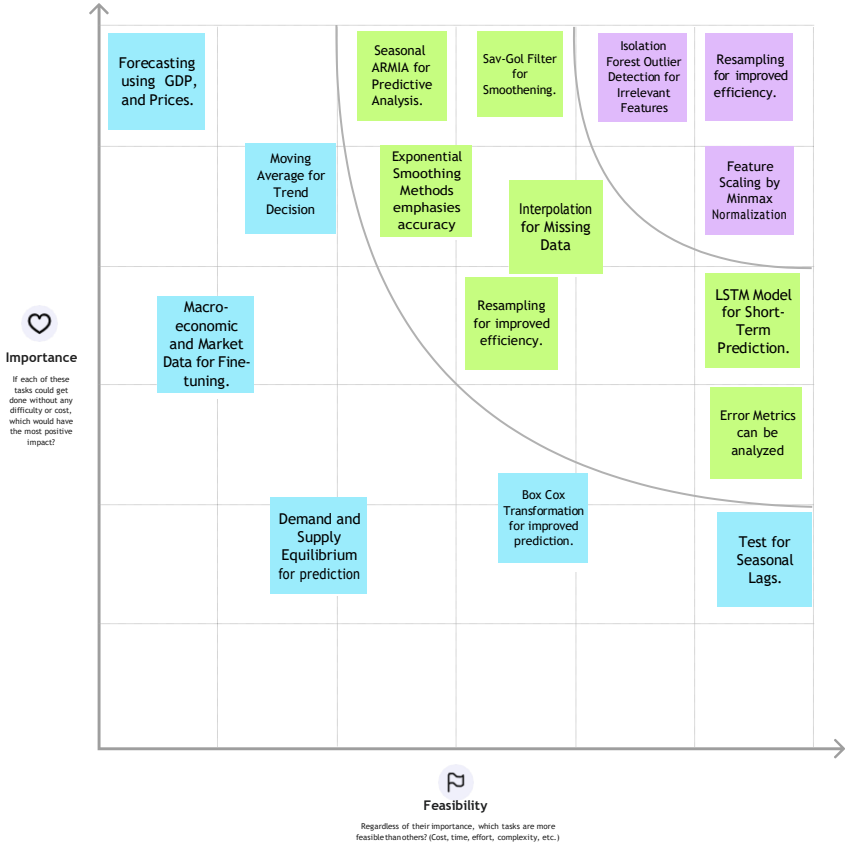 Forecasting
using GDP,
and Prices.
Seasonal
ARMIA for
Predictive
Analysis.
Sav-Gol Filter
for
Smoothening.
Isolation
Forest Outlier
Detection for
Irrelevant
Features
Resampling
for improved
efficiency.
Moving
Average for
Trend
Decision
Exponential
Smoothing
Methods
emphasies
accuracy
Interpolation
for Missing
Data
Feature
Scaling by
Minmax
Normalization
Macro-
economic
and Market
Data for Fine-
tuning.
Resampling
for improved
efficiency.
LSTM Model
for Short-
Term
Prediction.
Error Metrics
can be
analyzed
Demand and
Supply
Equilibrium
for prediction
Box Cox
Transformation
for improved
prediction.
Test for
Seasonal
Lags.
Importance
If each of these
tasks could get
done without any
difficulty or cost,
which would have
the most positive
impact?
Feasibility
Regardless of their importance, which tasks are more
feasible than others? (Cost, time, effort, complexity, etc.)